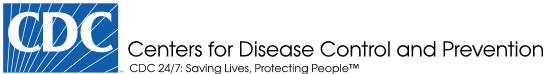 CDC
Centers for Disease Control and Prevention
CDC 24/7: Saving Lives, Protecting People™